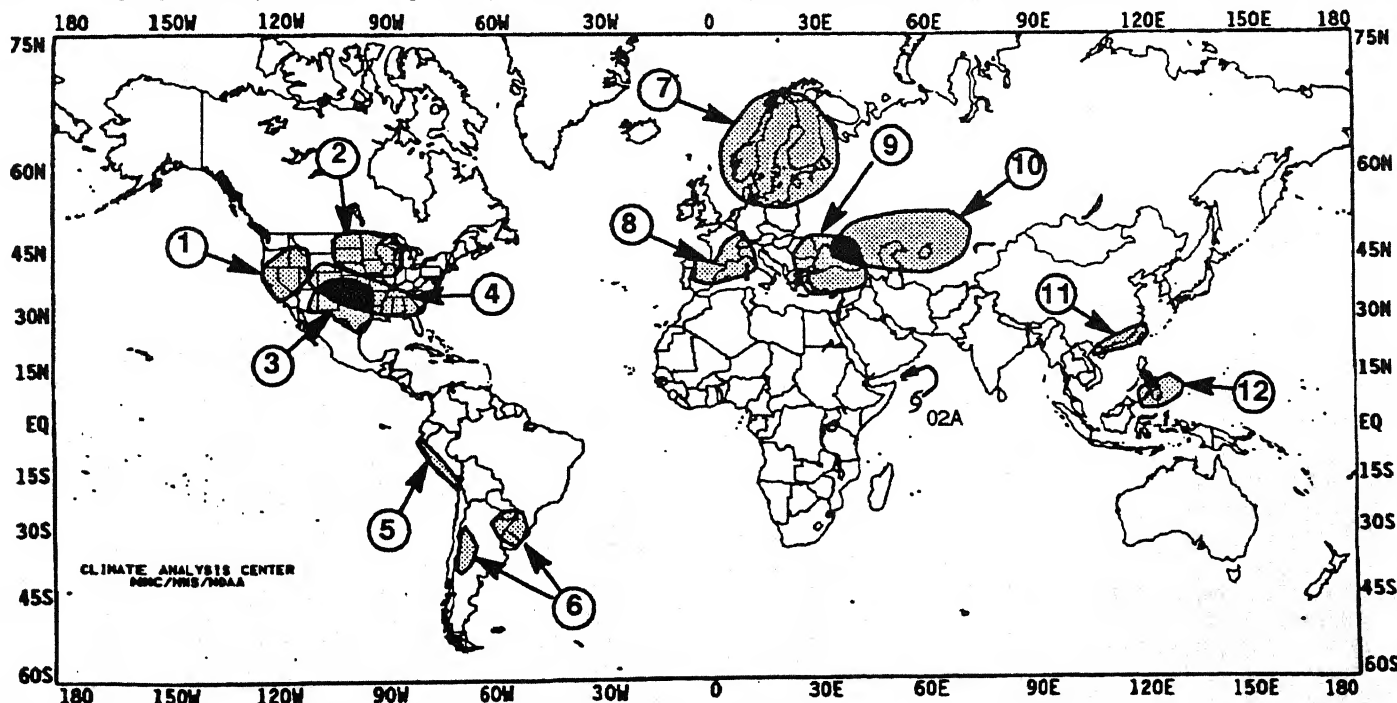 180 150W 120W 90W 60W 30W 0 30E 60E 90E 120E 150E 180
75N 75N
7
2 9
60N 60N
10
1 8
45N 45N
4
11
30N 30N
3
12
15N 15N
02A
EQ EQ
15S 15S
5
30S 30S
CLIMATE ANALYSIS CENTER
NMC/NWS/NOAA
6
45S 45S
60S 60S
180 150W 120W 90W 60W 30W 0 30E 60E 90E 120E 150E 180